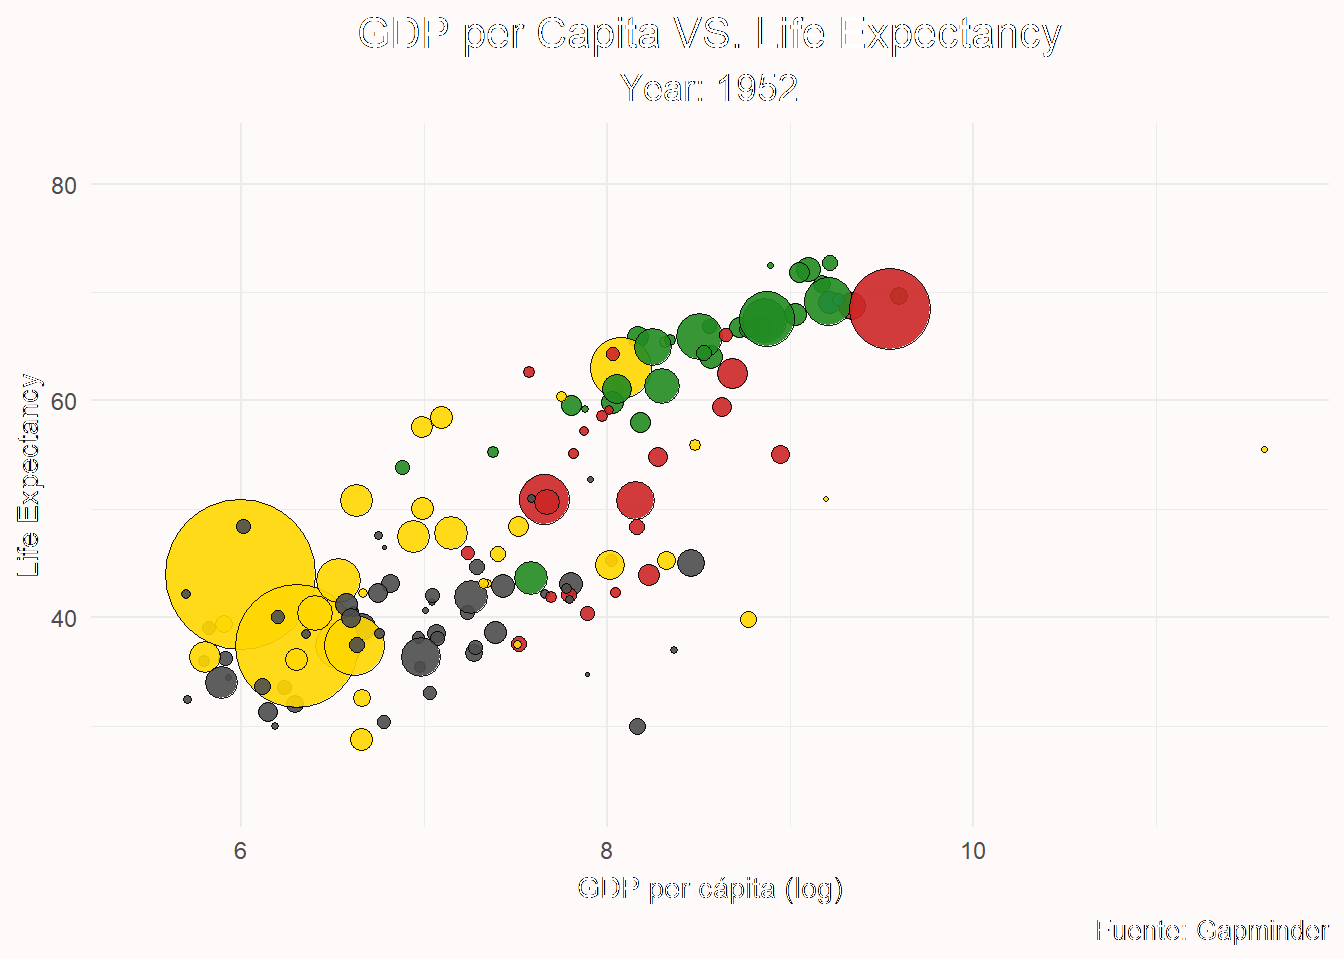 GDP per Capita VS. Life Expectancy
Year: 1952
Life Expectancy
80
60
40
6 8 10
GDP per cápita (log)
Fuente: Gapminder